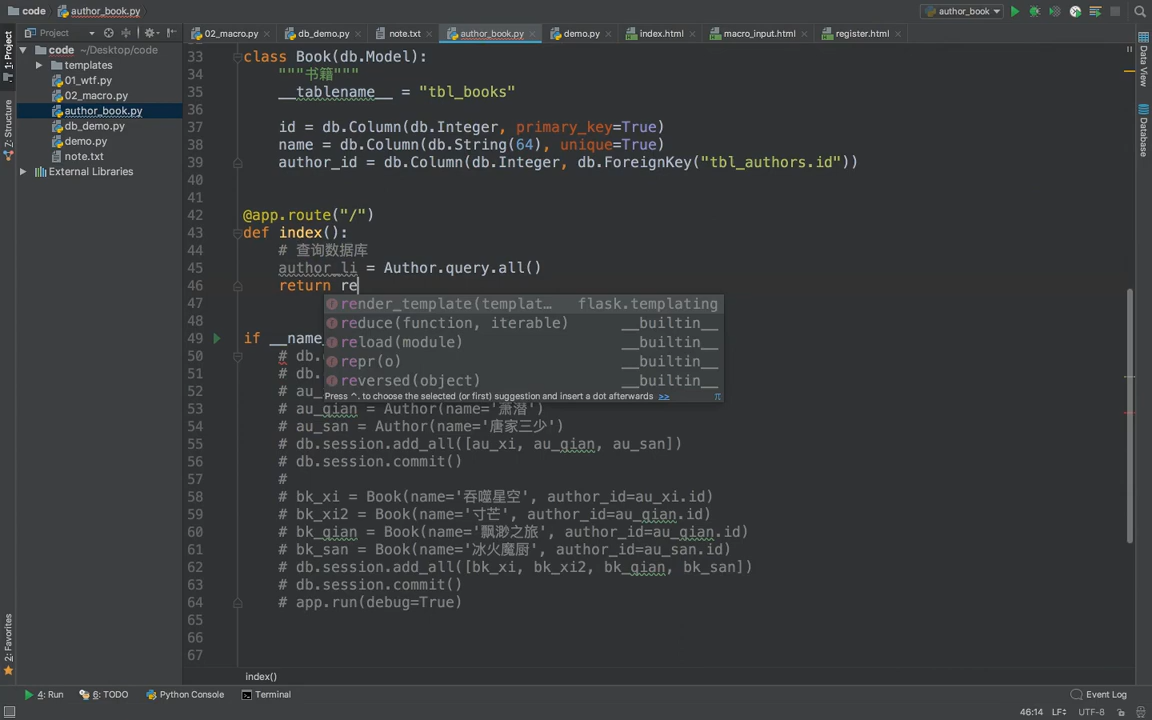 code
author_book.py
author_book
Project
02_macro.py
db_demo.py
note.txt
author_book.py
demo.py
index.html
macro_input.html
register.html
code ~/Desktop/code
templates
01_wtf.py
02_macro.py
author_book.py
db_demo.py
demo.py
note.txt
External Libraries
1: Project
7: Structure
2: Favorites
Data View
Database
33 class Book(db.Model):
34 """书籍"""
35 __tablename__ = "tbl_books"
36
37 id = db.Column(db.Integer, primary_key=True)
38 name = db.Column(db.String(64), unique=True)
39 author_id = db.Column(db.Integer, db.ForeignKey("tbl_authors.id"))
40
41
42 @app.route("/")
43 def index():
44 # 查询数据库
45 author_li = Author.query.all()
46 return re
47
48
49 if __name_
50 # db.
51 # db.
52 # au_
53 # au_qian = Author(name='萧潜')
54 # au_san = Author(name='唐家三少')
55 # db.session.add_all([au_xi, au_qian, au_san])
56 # db.session.commit()
57 #
58 # bk_xi = Book(name='吞噬星空', author_id=au_xi.id)
59 # bk_xi2 = Book(name='寸芒', author_id=au_qian.id)
60 # bk_qian = Book(name='飘渺之旅', author_id=au_qian.id)
61 # bk_san = Book(name='冰火魔厨', author_id=au_san.id)
62 # db.session.add_all([bk_xi, bk_xi2, bk_qian, bk_san])
63 # db.session.commit()
64 # app.run(debug=True)
65
66
67
render_template(templat… flask.templating
reduce(function, iterable) __builtin__
reload(module) __builtin__
repr(o) __builtin__
reversed(object) __builtin__
Press ^. to choose the selected (or first) suggestion and insert a dot afterwards >> π
index()
4: Run
6: TODO
Python Console
Terminal
Event Log
46:14 LF÷ UTF-8÷